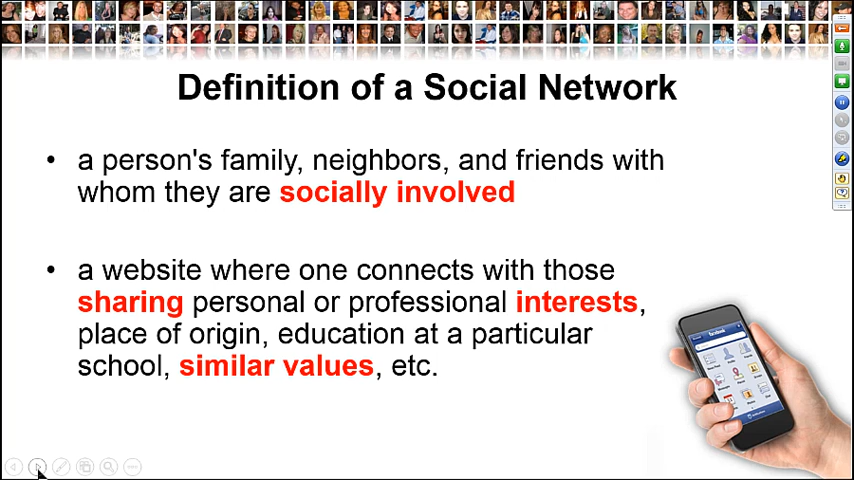 Definition of a Social Network
• a person's family, neighbors, and friends with
whom they are socially involved
• a website where one connects with those
sharing personal or professional interests,
place of origin, education at a particular
school, similar values, etc.
facebook